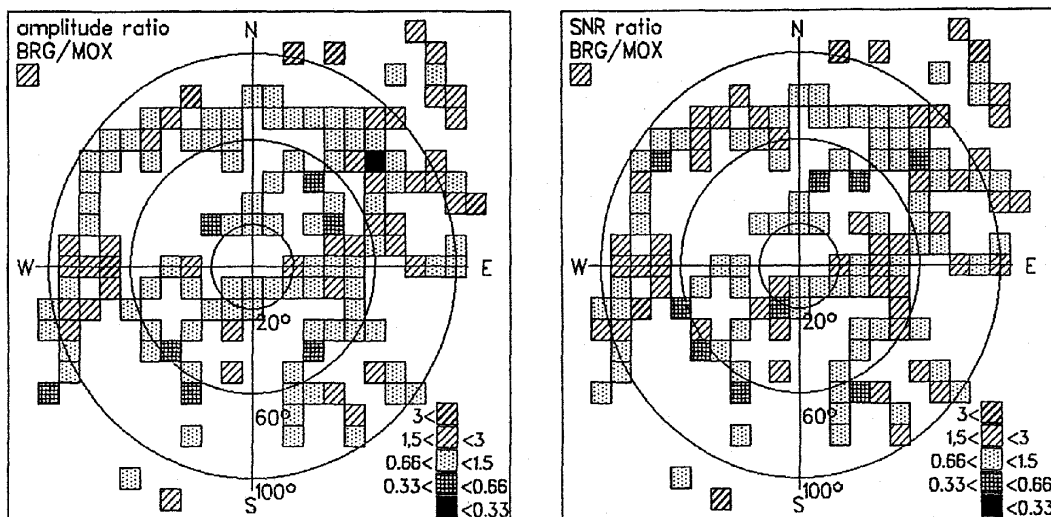 amplitude ratio
BRG/MOX
N
W
E
20°
60°
100°
S
3<
1,5< <3
0.66< <1.5
0.33< <0.66
<0.33
SNR ratio
BRG/MOX
N
W
E
20°
60°
100°
S
3<
1,5< <3
0.66< <1.5
0.33< <0.66
<0.33